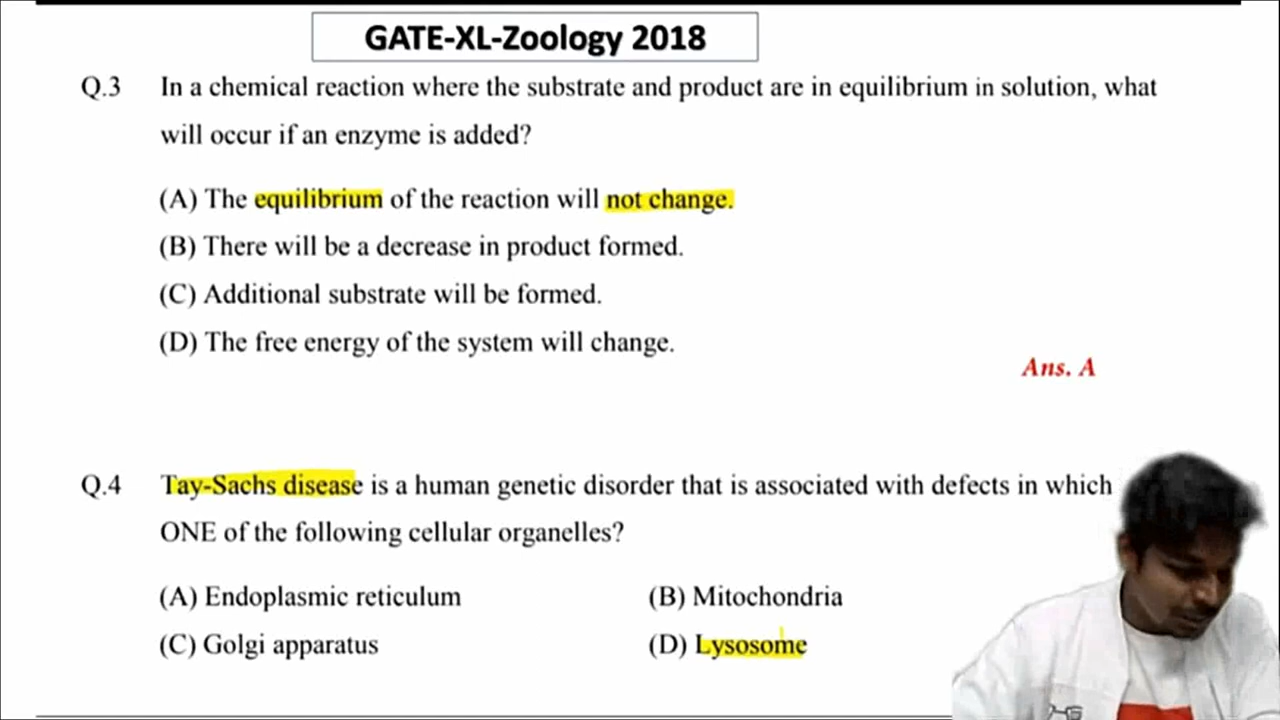 GATE-XL-Zoology 2018
Q.3 In a chemical reaction where the substrate and product are in equilibrium in solution, what
will occur if an enzyme is added?
(A) The equilibrium of the reaction will not change.
(B) There will be a decrease in product formed.
(C) Additional substrate will be formed.
(D) The free energy of the system will change.
Ans. A
Q.4 Tay-Sachs disease is a human genetic disorder that is associated with defects in which
ONE of the following cellular organelles?
(A) Endoplasmic reticulum (B) Mitochondria
(C) Golgi apparatus (D) Lysosome